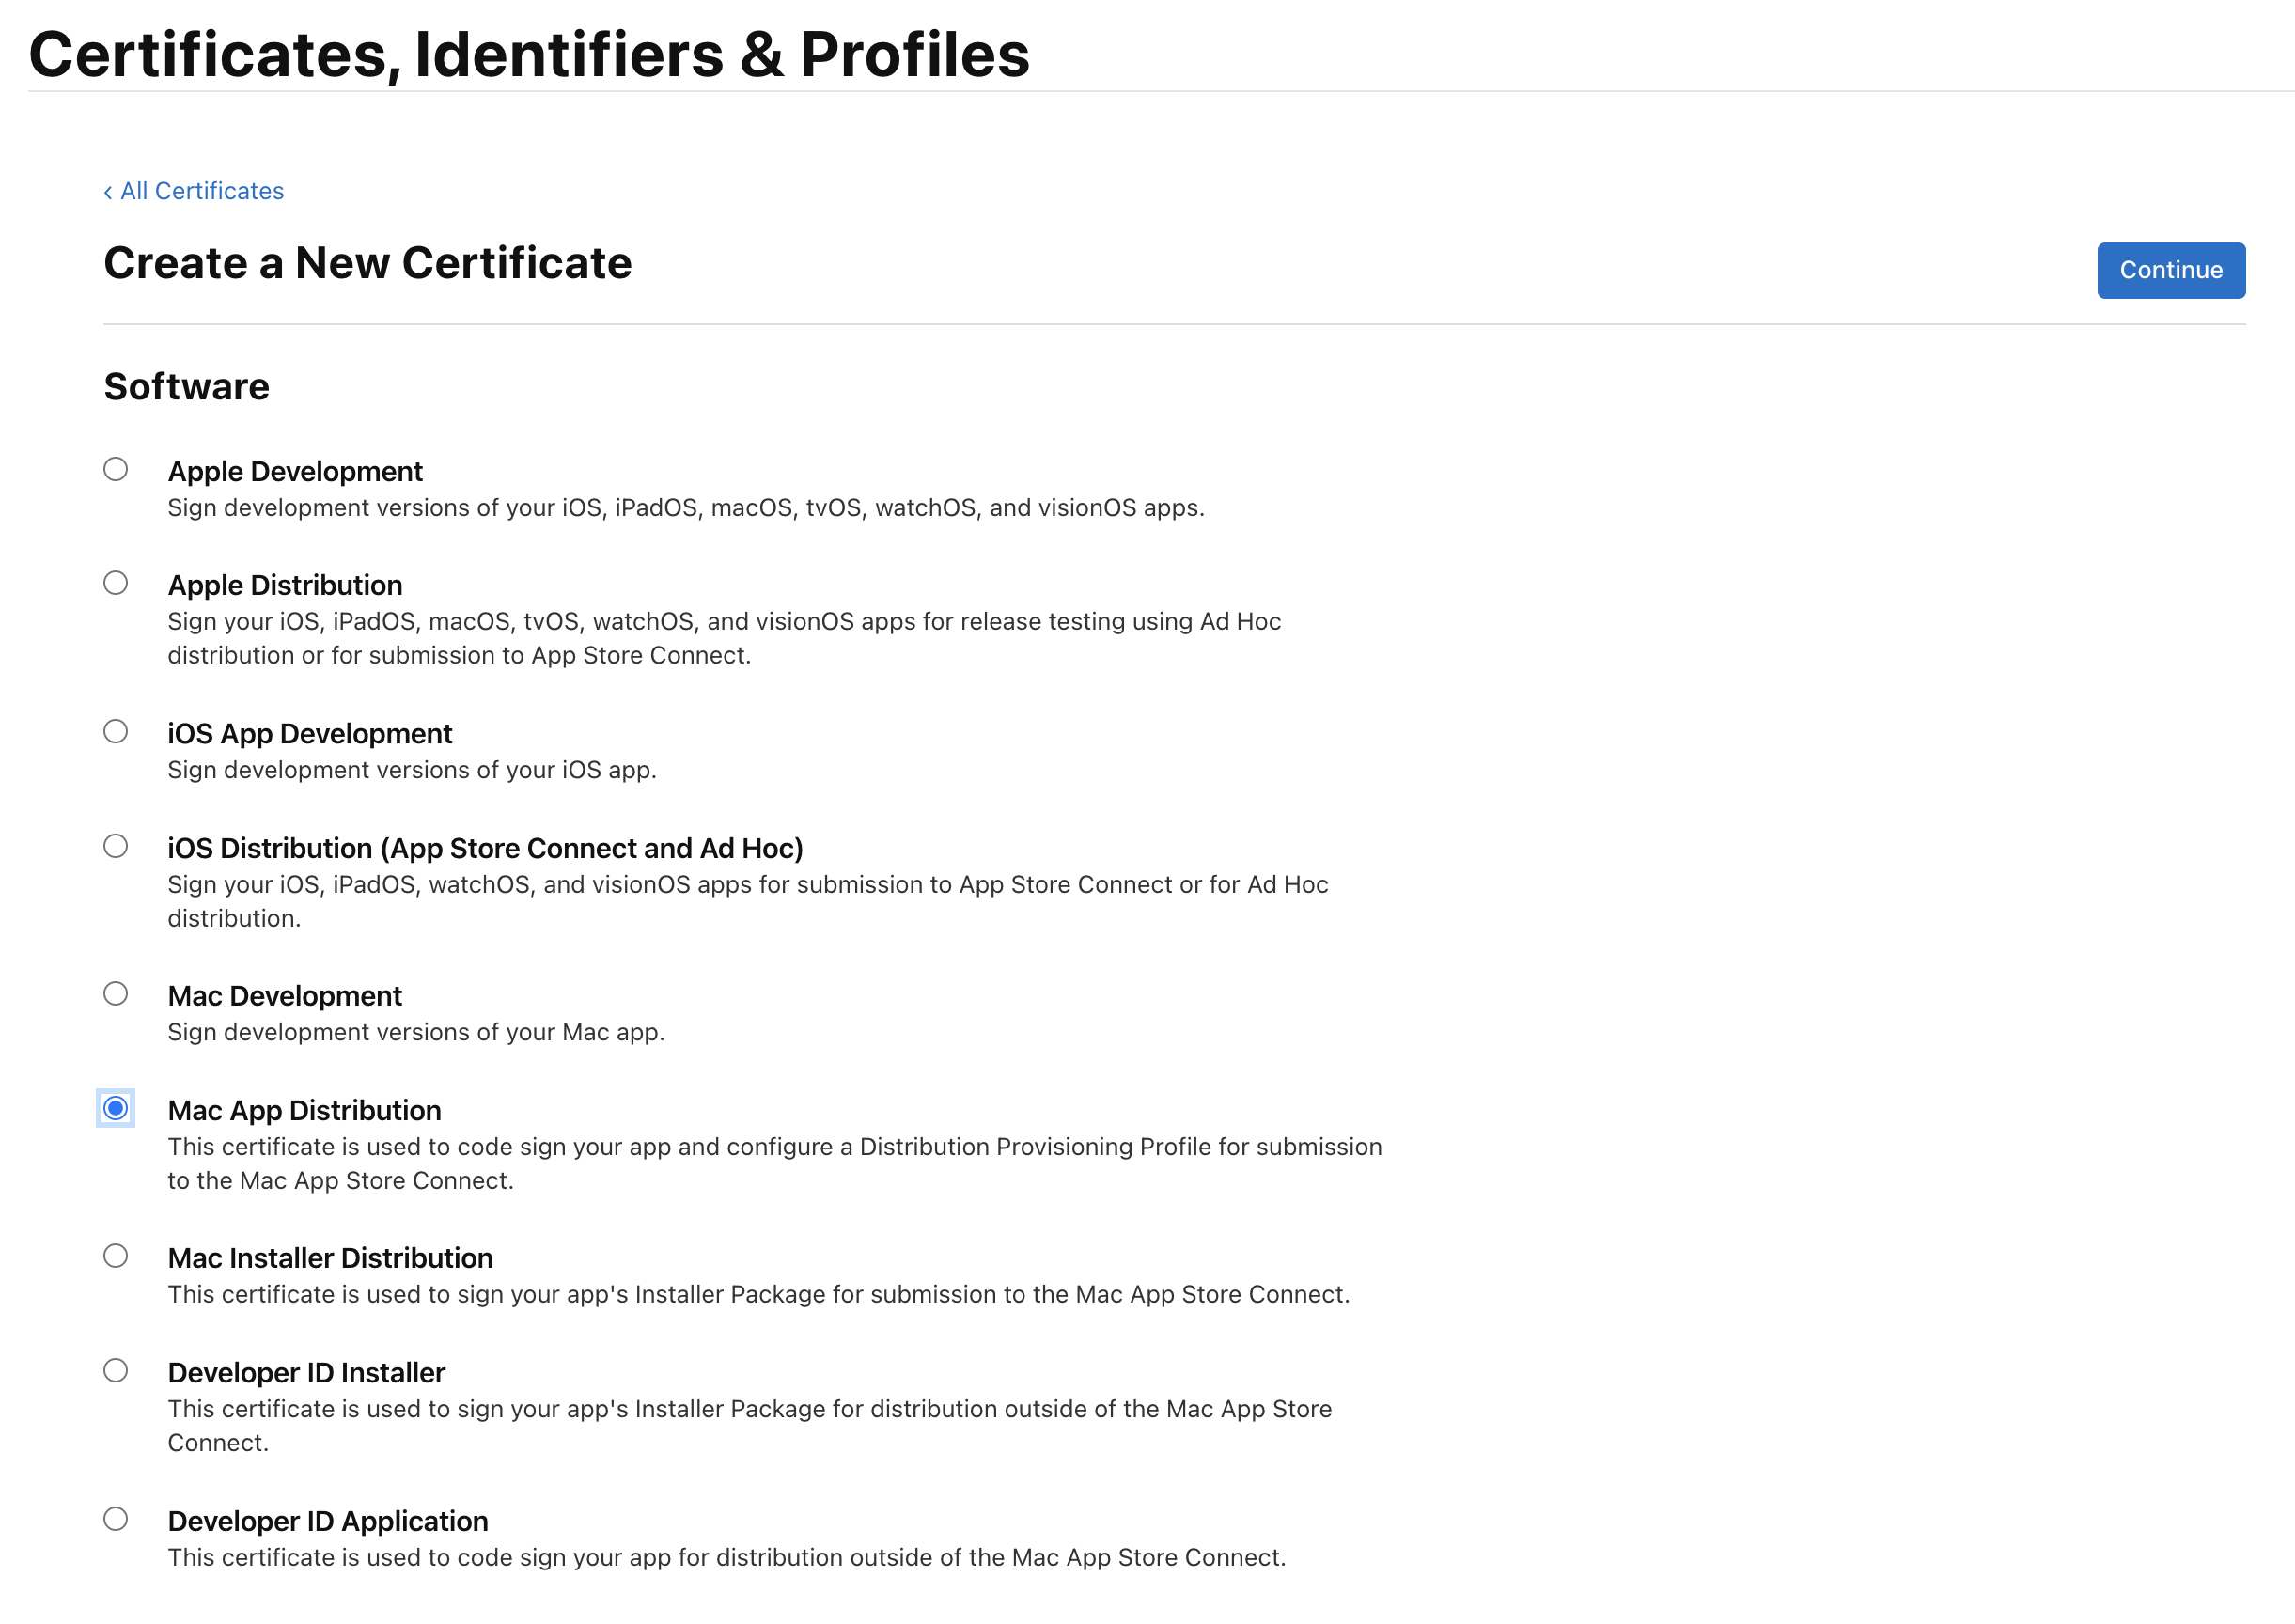 Certificates, Identifiers & Profiles
‹ All Certificates
Create a New Certificate
Continue
Software
Apple Development
Sign development versions of your iOS, iPadOS, macOS, tvOS, watchOS, and visionOS apps.
Apple Distribution
Sign your iOS, iPadOS, macOS, tvOS, watchOS, and visionOS apps for release testing using Ad Hoc
distribution or for submission to App Store Connect.
iOS App Development
Sign development versions of your iOS app.
iOS Distribution (App Store Connect and Ad Hoc)
Sign your iOS, iPadOS, watchOS, and visionOS apps for submission to App Store Connect or for Ad Hoc
distribution.
Mac Development
Sign development versions of your Mac app.
Mac App Distribution
This certificate is used to code sign your app and configure a Distribution Provisioning Profile for submission
to the Mac App Store Connect.
Mac Installer Distribution
This certificate is used to sign your app's Installer Package for submission to the Mac App Store Connect.
Developer ID Installer
This certificate is used to sign your app's Installer Package for distribution outside of the Mac App Store
Connect.
Developer ID Application
This certificate is used to code sign your app for distribution outside of the Mac App Store Connect.